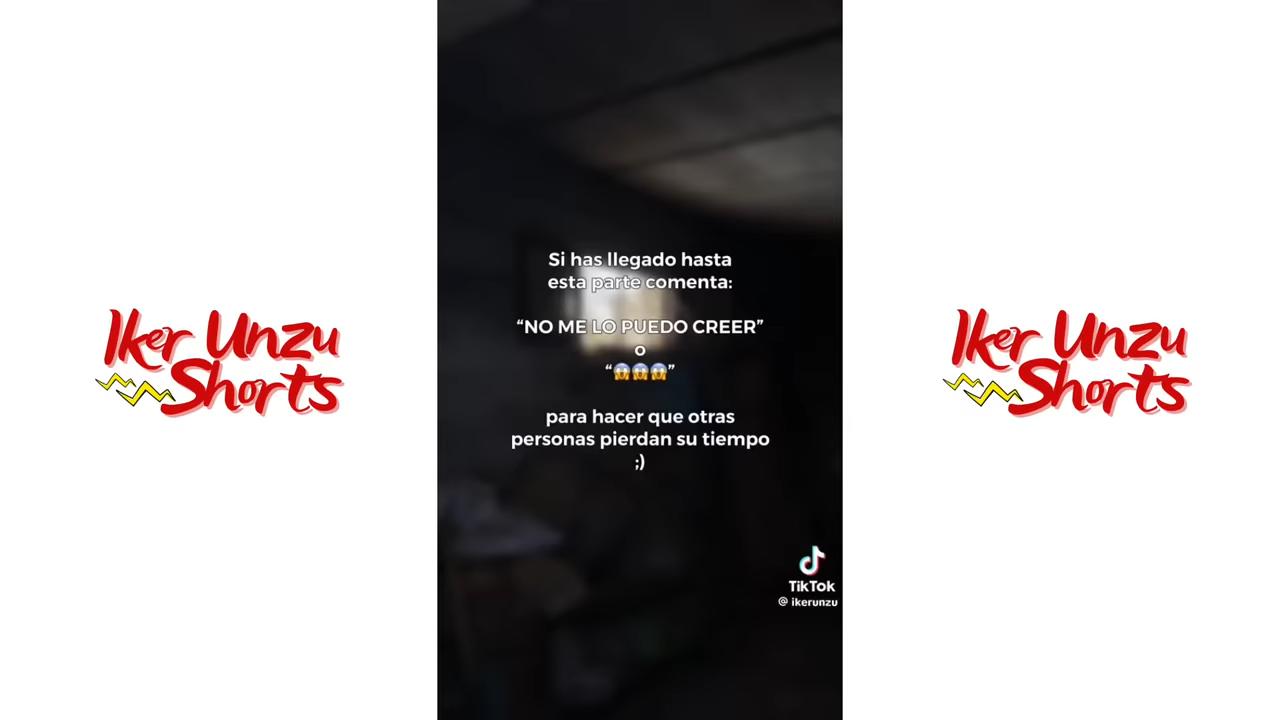 Si has llegado hasta
esta parte comenta:
“NO ME LO PUEDO CREER”
o
“😱😱😱”
para hacer que otras
personas pierdan su tiempo
;)
Iker Unzu
Shorts
Iker Unzu
Shorts
TikTok
@ ikerunzu